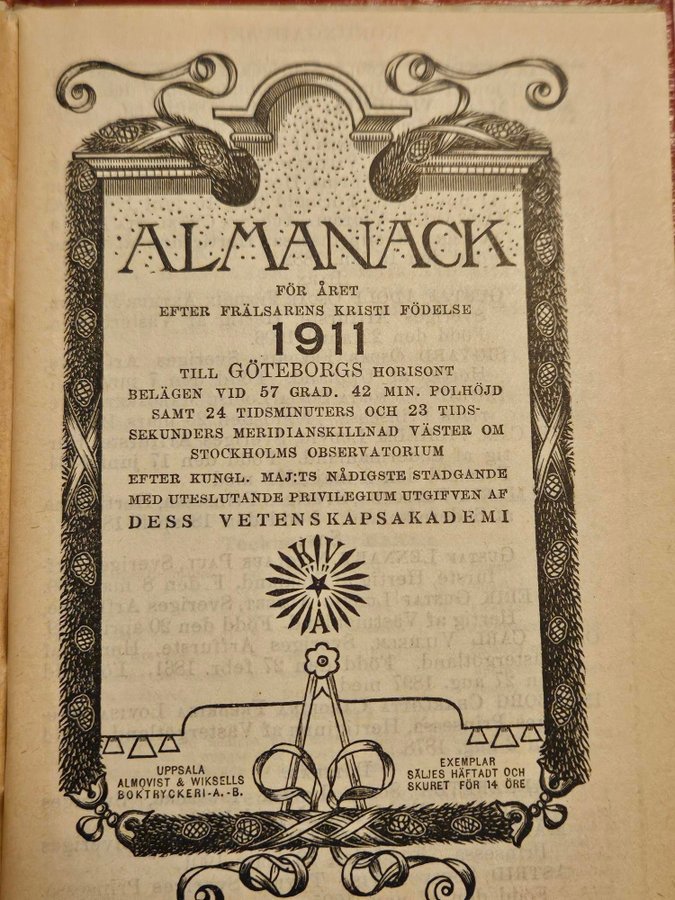 ALMANACK
FÖR ÅRET
EFTER FRÄLSARENS KRISTI FÖDELSE
1911
TILL GÖTEBORGS HORISONT
BELÄGEN VID 57 GRAD. 42 MIN. POLHÖJD
SAMT 24 TIDSMINUTERS OCH 23 TIDS-
SEKUNDERS MERIDIANSKILLNAD VÄSTER OM
STOCKHOLMS OBSERVATORIUM
EFTER KUNGL. MAJ:TS NÅDIGSTE STADGANDE
MED UTESLUTANDE PRIVILEGIUM UTGIFVEN AF
DESS VETENSKAPSAKADEMI
K V
A
UPPSALA
ALMQVIST & WIKSELLS
BOKTRYCKERI-A.-B.
EXEMPLAR
SÄLJES HÄFTADT OCH
SKURET FÖR 14 ÖRE